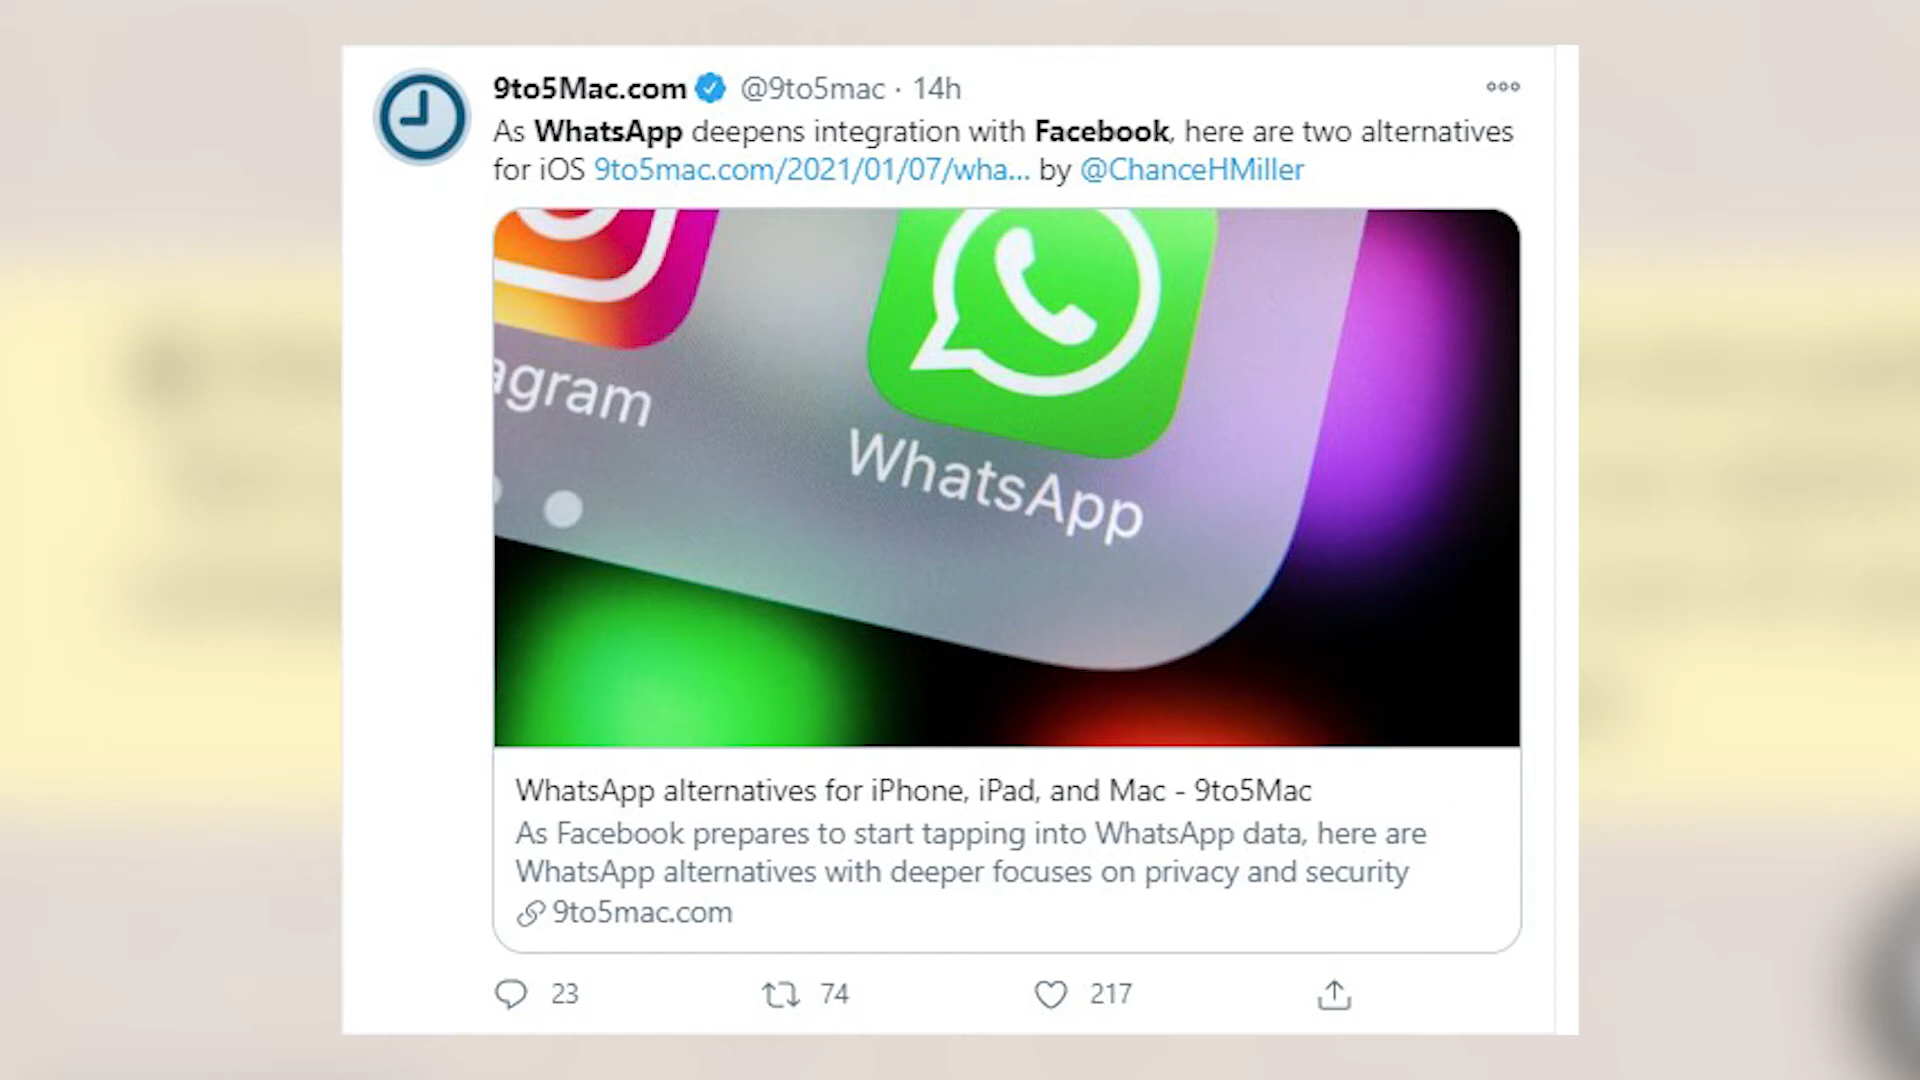 9to5Mac.com @9to5mac · 14h
As WhatsApp deepens integration with Facebook, here are two alternatives
for iOS 9to5mac.com/2021/01/07/wha... by @ChanceHMiller
agram
WhatsApp
WhatsApp alternatives for iPhone, iPad, and Mac - 9to5Mac
As Facebook prepares to start tapping into WhatsApp data, here are
WhatsApp alternatives with deeper focuses on privacy and security
9to5mac.com
23 74 217